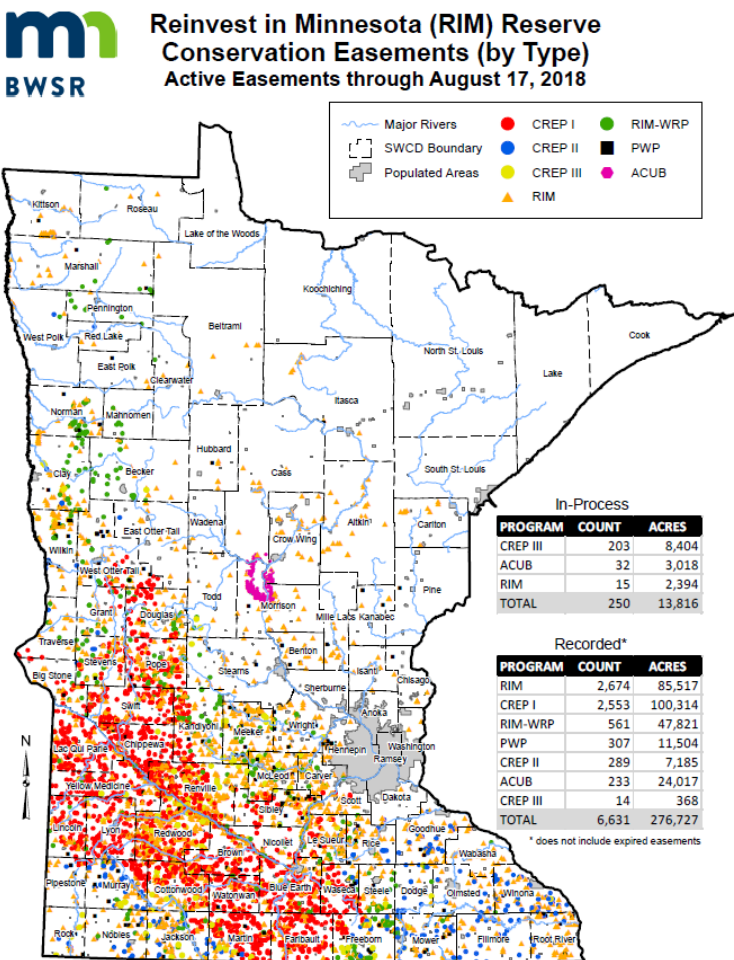 Reinvest in Minnesota (RIM) Reserve
Conservation Easements (by Type)
Active Easements through August 17, 2018
BWSR
Major Rivers
SWCD Boundary
Populated Areas
CREP I
CREP II
CREP III
RIM
RIM-WRP
PWP
ACUB
Kittson
Roseau
Lake of the Woods
Marshall
Koochiching
Pennington
Beltrami
West Polk
Red Lake
Cook
North St. Louis
East Polk
Lake
Clearwater
Itasca
Norman
Mahnomen
Hubbard
Clay
Becker
Cass
South St. Louis
Wadena
Aitkin
Carlton
East Otter Tail
Crow Wing
Wilkin
West Otter Tail
Pine
Todd
Morrison
Grant
Douglas
Mille Lacs
Kanabec
Traverse
Stevens
Pope
Benton
Big Stone
Stearns
Isanti
Chisago
Sherburne
Swift
Anoka
Kandiyohi
Meeker
Wright
Lac Qui Parle
Chippewa
Hennepin
Washington
Ramsey
McLeod
Carver
Yellow Medicine
Renville
Scott
Dakota
Sibley
Lincoln
Lyon
Redwood
Nicollet
Le Sueur
Rice
Goodhue
Wabasha
Brown
Pipestone
Murray
Cottonwood
Watonwan
Blue Earth
Waseca
Steele
Dodge
Olmsted
Winona
Rock
Nobles
Jackson
Martin
Faribault
Freeborn
Mower
Fillmore
Root River
N
In-Process
PROGRAM COUNT ACRES
CREP III 203 8,404
ACUB 32 3,018
RIM 15 2,394
TOTAL 250 13,816
Recorded*
PROGRAM COUNT ACRES
RIM 2,674 85,517
CREP I 2,553 100,314
RIM-WRP 561 47,821
PWP 307 11,504
CREP II 289 7,185
ACUB 233 24,017
CREP III 14 368
TOTAL 6,631 276,727
* does not include expired easements